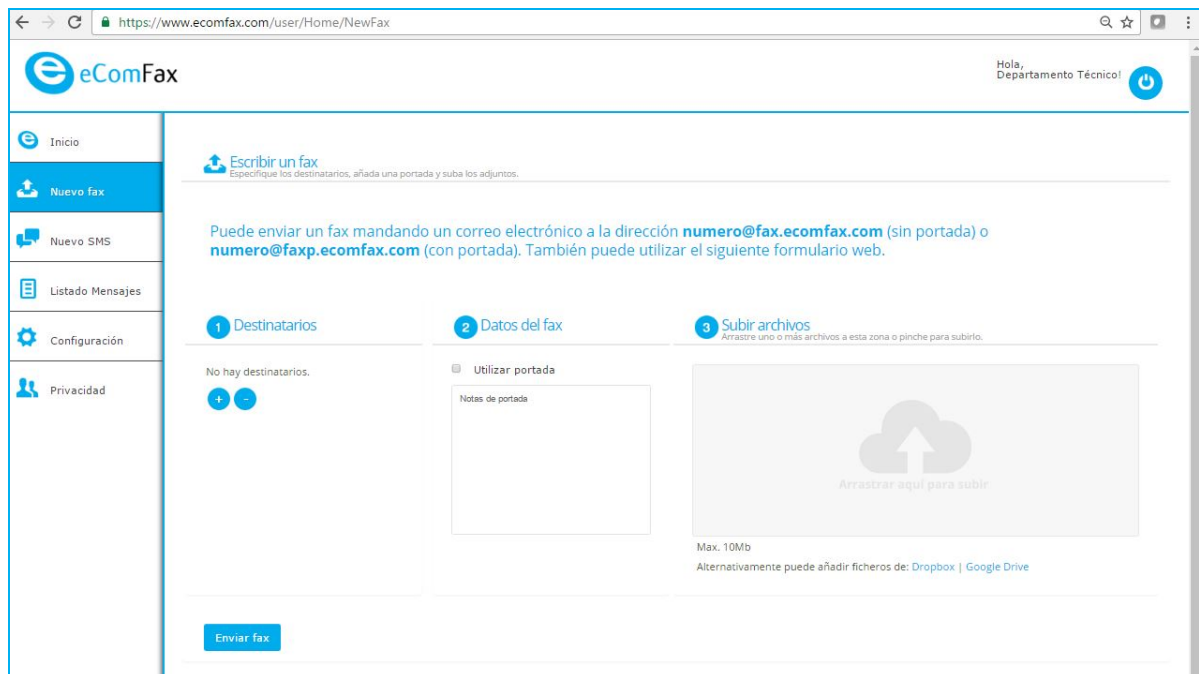 https://www.ecomfax.com/user/Home/NewFax
eComFax
Hola,
Departamento Técnico!
Inicio
Nuevo fax
Nuevo SMS
Listado Mensajes
Configuración
Privacidad
Escribir un fax
Especifique los destinatarios, añada una portada y suba los adjuntos.
Puede enviar un fax mandando un correo electrónico a la dirección numero@fax.ecomfax.com (sin portada) o
numero@faxp.ecomfax.com (con portada). También puede utilizar el siguiente formulario web.
1 Destinatarios
No hay destinatarios.
+ -
2 Datos del fax
Utilizar portada
Notas de portada
3 Subir archivos
Arrastre uno o más archivos a esta zona o pinche para subirlo.
Arrastrar aquí para subir
Max. 10Mb
Alternativamente puede añadir ficheros de: Dropbox | Google Drive
Enviar fax